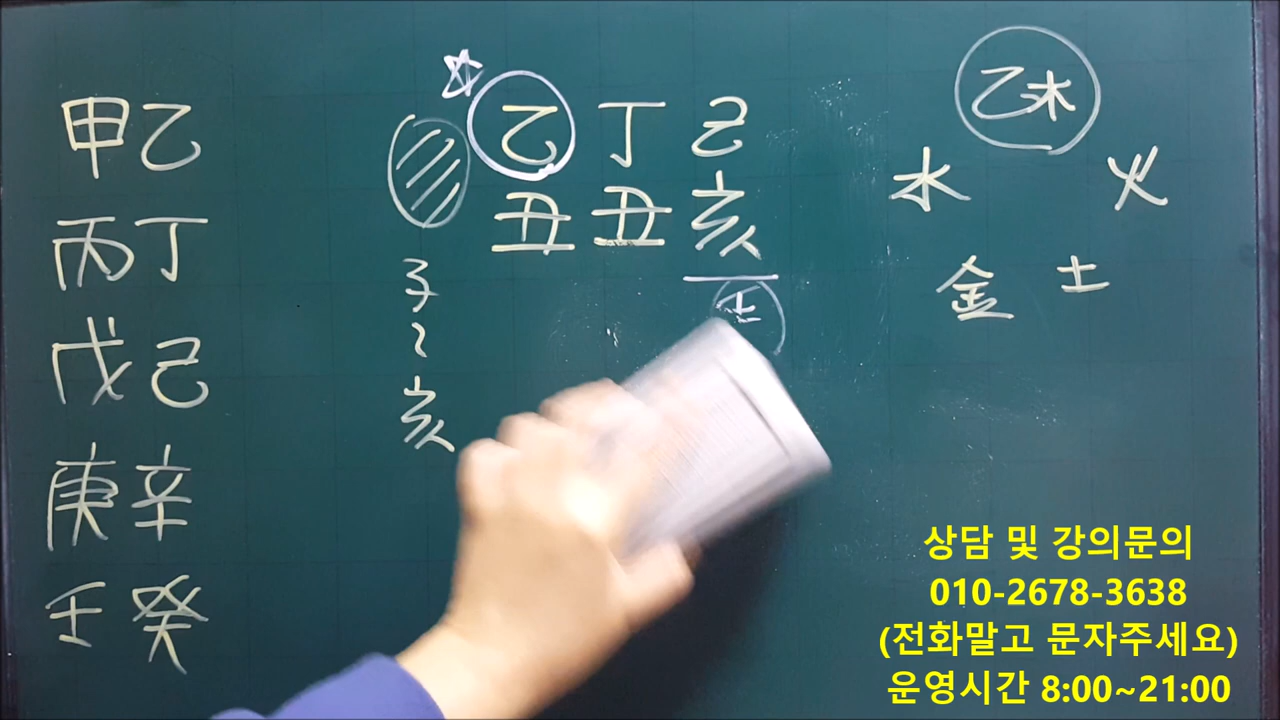 甲乙
丙丁
戊己
庚辛
壬癸
乙丁己
丑丑亥
子
~
亥
乙木
水 火
金 土
상담 및 강의문의
010-2678-3638
(전화말고 문자주세요)
운영시간 8:00~21:00